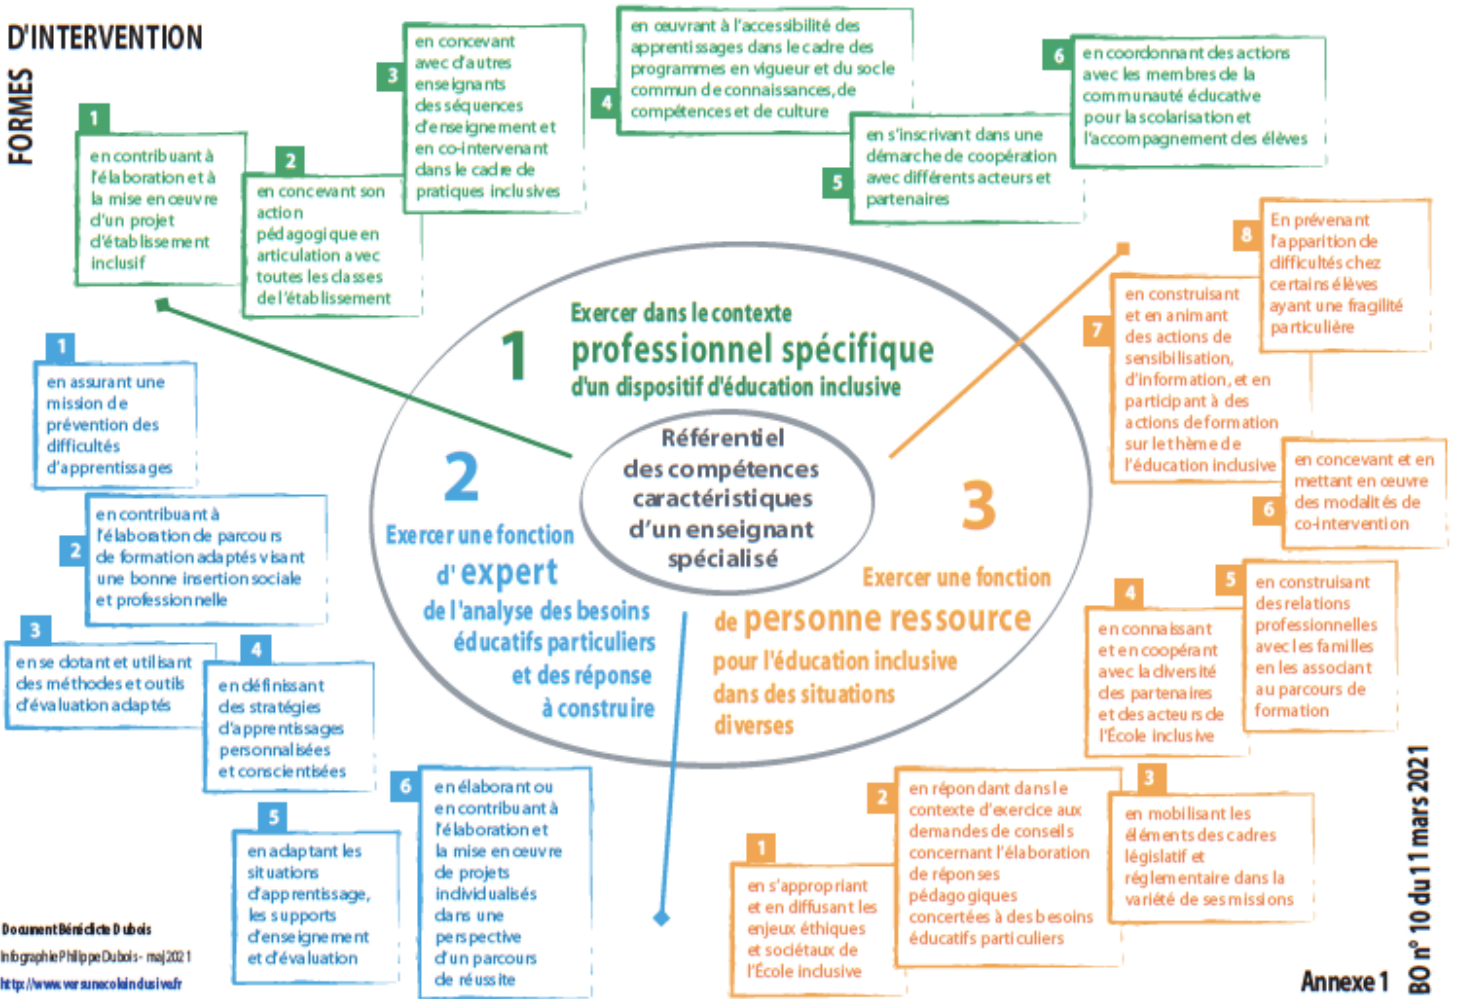 D'INTERVENTION
FORMES
1
en contribuant à
l'élaboration et à
la mise en œuvre
d'un projet
d'établissement
inclusif
2
en concevant son
action
pédagogique en
articulation avec
toutes les classes
de l'établissement
3
en concevant
avec d'autres
enseignants
des séquences
d'enseignement et
en co-intervenant
dans le cadre de
pratiques inclusives
4
en œuvrant à l'accessibilité des
apprentissages dans le cadre des
programmes en vigueur et du socle
commun de connaissances, de
compétences et de culture
5
en s'inscrivant dans une
démarche de coopération
avec différents acteurs et
partenaires
6
en coordonnant des actions
avec les membres de la
communauté éducative
pour la scolarisation et
l'accompagnement des élèves
1
Exercer dans le contexte
professionnel spécifique
d'un dispositif d'éducation inclusive
Référentiel
des compétences
caractéristiques
d'un enseignant
spécialisé
2
Exercer une fonction
d' expert
de l'analyse des besoins
éducatifs particuliers
et des réponse
à construire
3
Exercer une fonction
de personne ressource
pour l'éducation inclusive
dans des situations
diverses
1
en assurant une
mission de
prévention des
difficultés
d'apprentissages
2
en contribuant à
l'élaboration de parcours
de formation adaptés visant
une bonne insertion sociale
et professionnelle
3
en se dotant et utilisant
des méthodes et outils
d'évaluation adaptés
4
en définissant
des stratégies
d'apprentissages
personnalisées
et conscientisées
5
en adaptant les
situations
d'apprentissage,
les supports
d'enseignement
et d'évaluation
6
en élaborant ou
en contribuant à
l'élaboration et
la mise en œuvre
de projets
individualisés
dans une
perspective
d'un parcours
de réussite
8
En prévenant
l'apparition de
difficultés chez
certains élèves
ayant une fragilité
particulière
7
en construisant
et en animant
des actions de
sensibilisation,
d'information, et en
participant à des
actions de formation
sur le thème de
l'éducation inclusive
6
en concevant et en
mettant en œuvre
des modalités de
co-intervention
5
en construisant
des relations
professionnelles
avec les familles
en les associant
au parcours de
formation
4
en connaissant
et en coopérant
avec la diversité
des partenaires
et des acteurs de
l'École inclusive
3
en mobilisant les
éléments des cadres
législatif et
réglementaire dans la
variété de ses missions
2
en répondant dans le
contexte d'exercice aux
demandes de conseils
concernant l'élaboration
de réponses
pédagogiques
concertées à des besoins
éducatifs particuliers
1
en s'appropriant
et en diffusant les
enjeux éthiques
et sociétaux de
l'École inclusive
Document Bénédicte Dubois
Infographie Philippe Dubois - maj 2021
http://www.versunecoleinclusive.fr
Annexe 1
BO n° 10 du 11 mars 2021